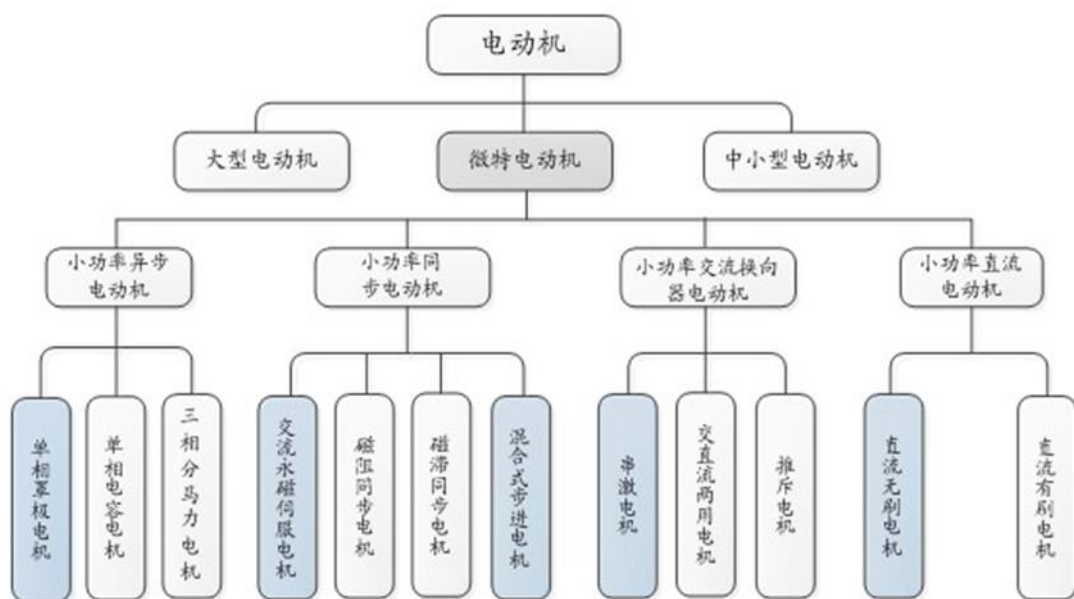 电动机
大型电动机
微特电动机
中小型电动机
小功率异步
电动机
小功率同
步电动机
小功率交流换向
器电动机
小功率直流
电动机
单相罩极电机
单相电容电机
三相分马力电机
交流永磁伺服电机
磁阻同步电机
磁滞同步电机
混合式步进电机
串激电机
交直流两用电机
推斥电机
直流无刷电机
直流有刷电机